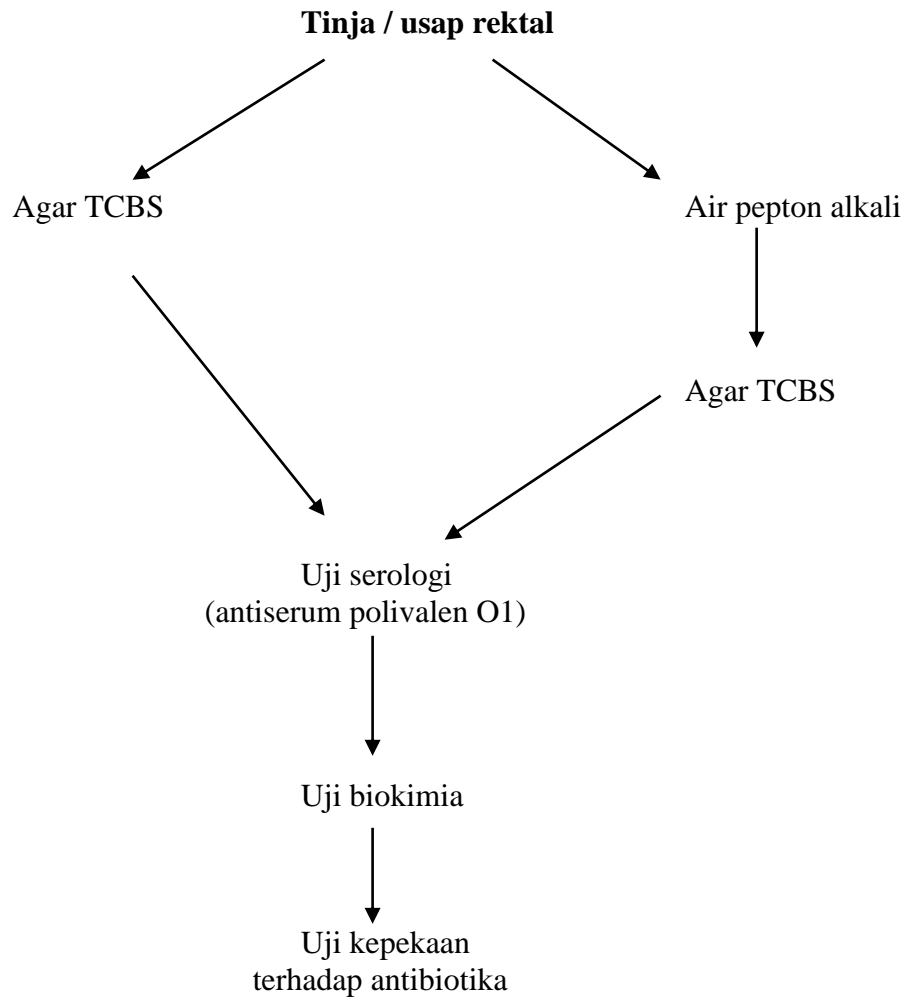 Tinja / usap rektal
Agar TCBS
Air pepton alkali
Agar TCBS
Uji serologi
(antiserum polivalen O1)
Uji biokimia
Uji kepekaan
terhadap antibiotika